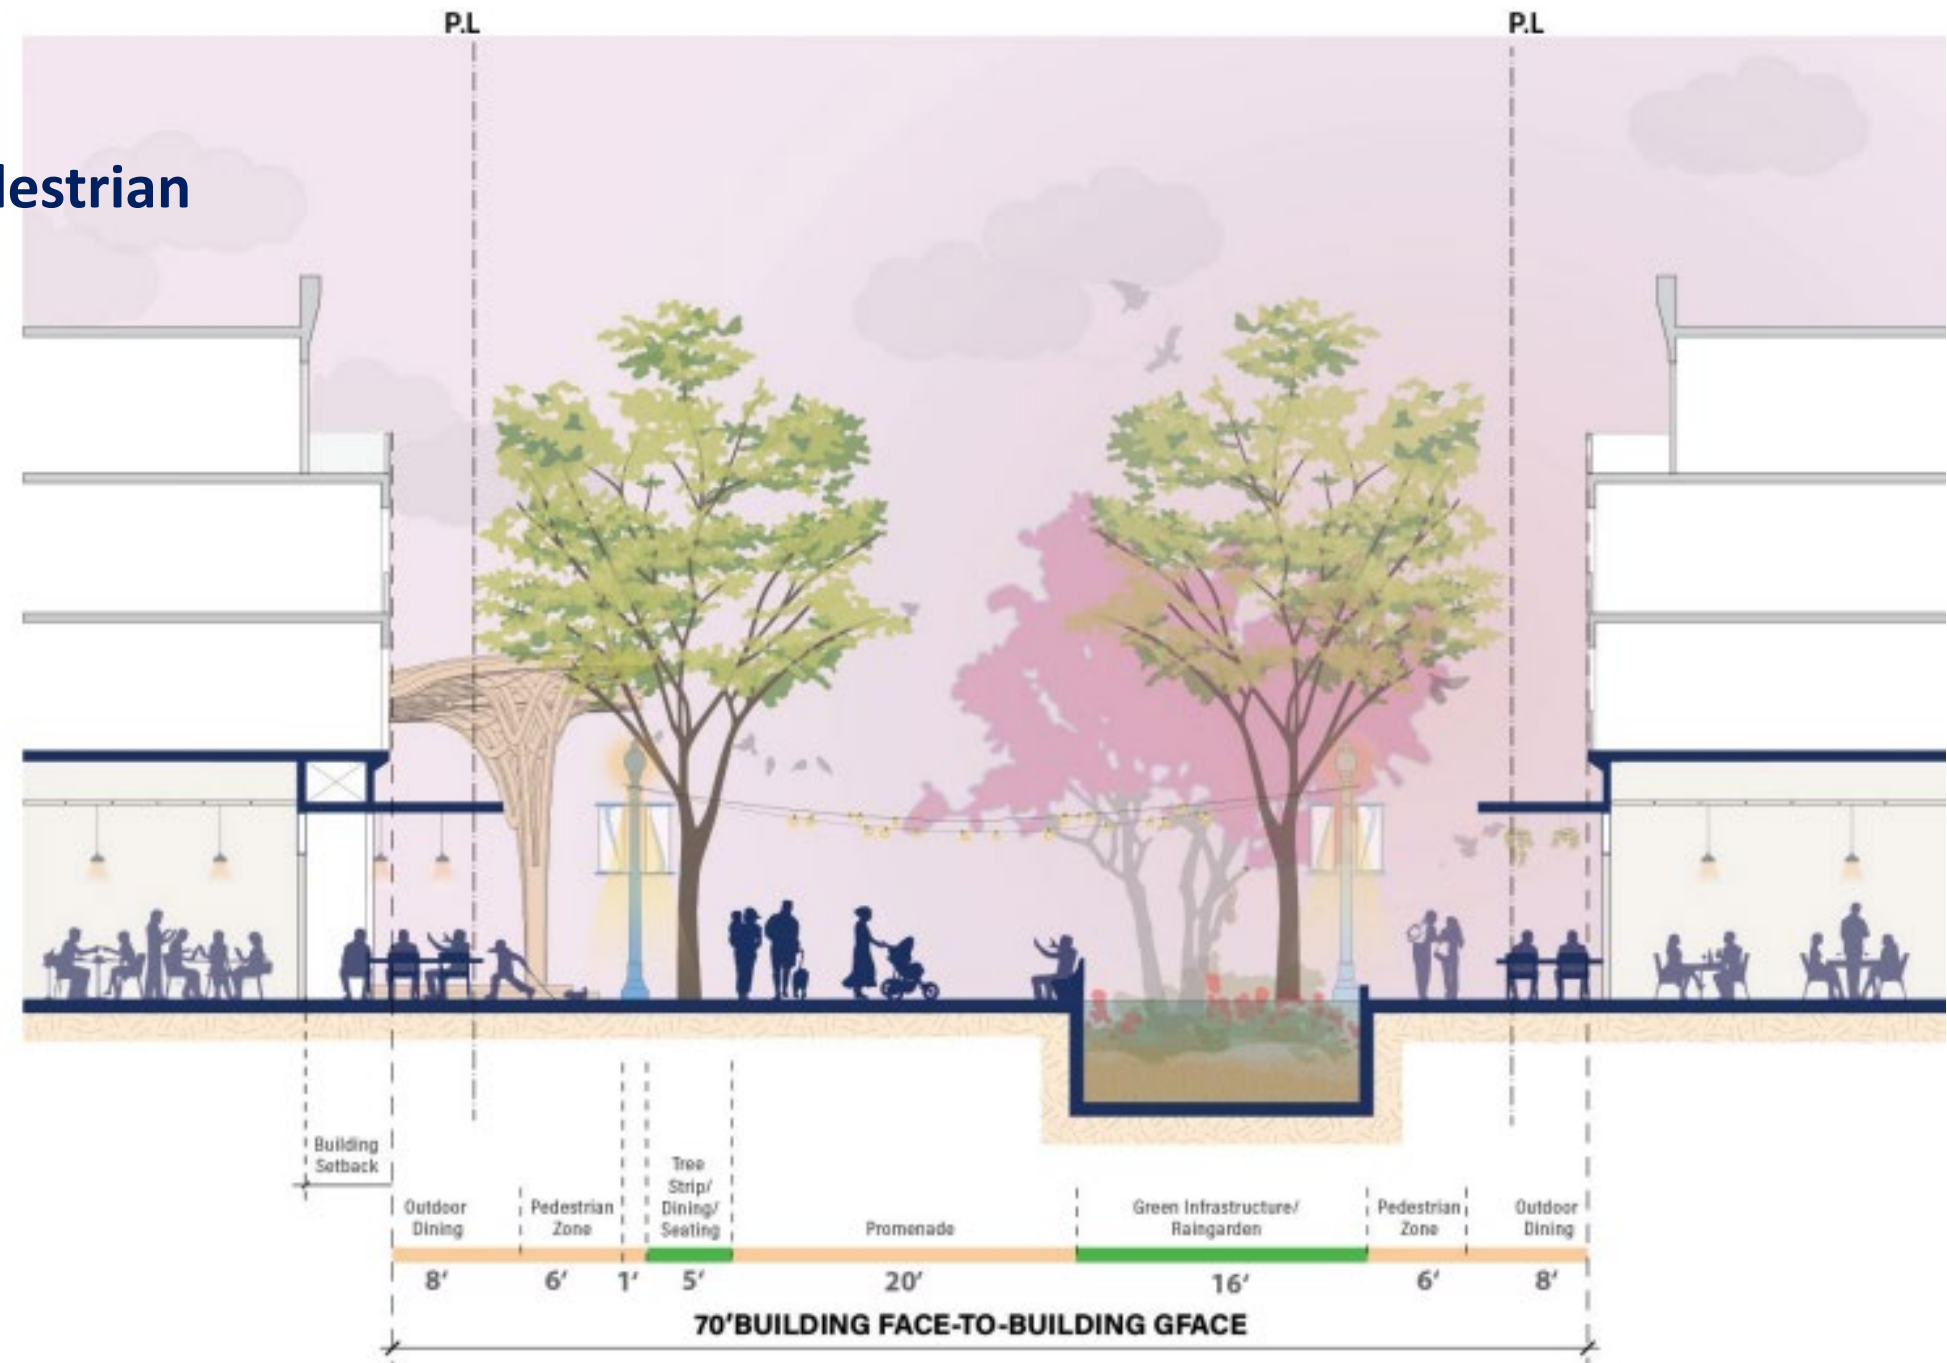 P.L
P.L
destrian
Building
Setback
Outdoor
Dining
Pedestrian
Zone
Tree
Strip/
Dining/
Seating
Promenade
Green Infrastructure/
Raingarden
Pedestrian
Zone
Outdoor
Dining
8'
6'
1'
5'
20'
16'
6'
8'
70'BUILDING FACE-TO-BUILDING GFACE